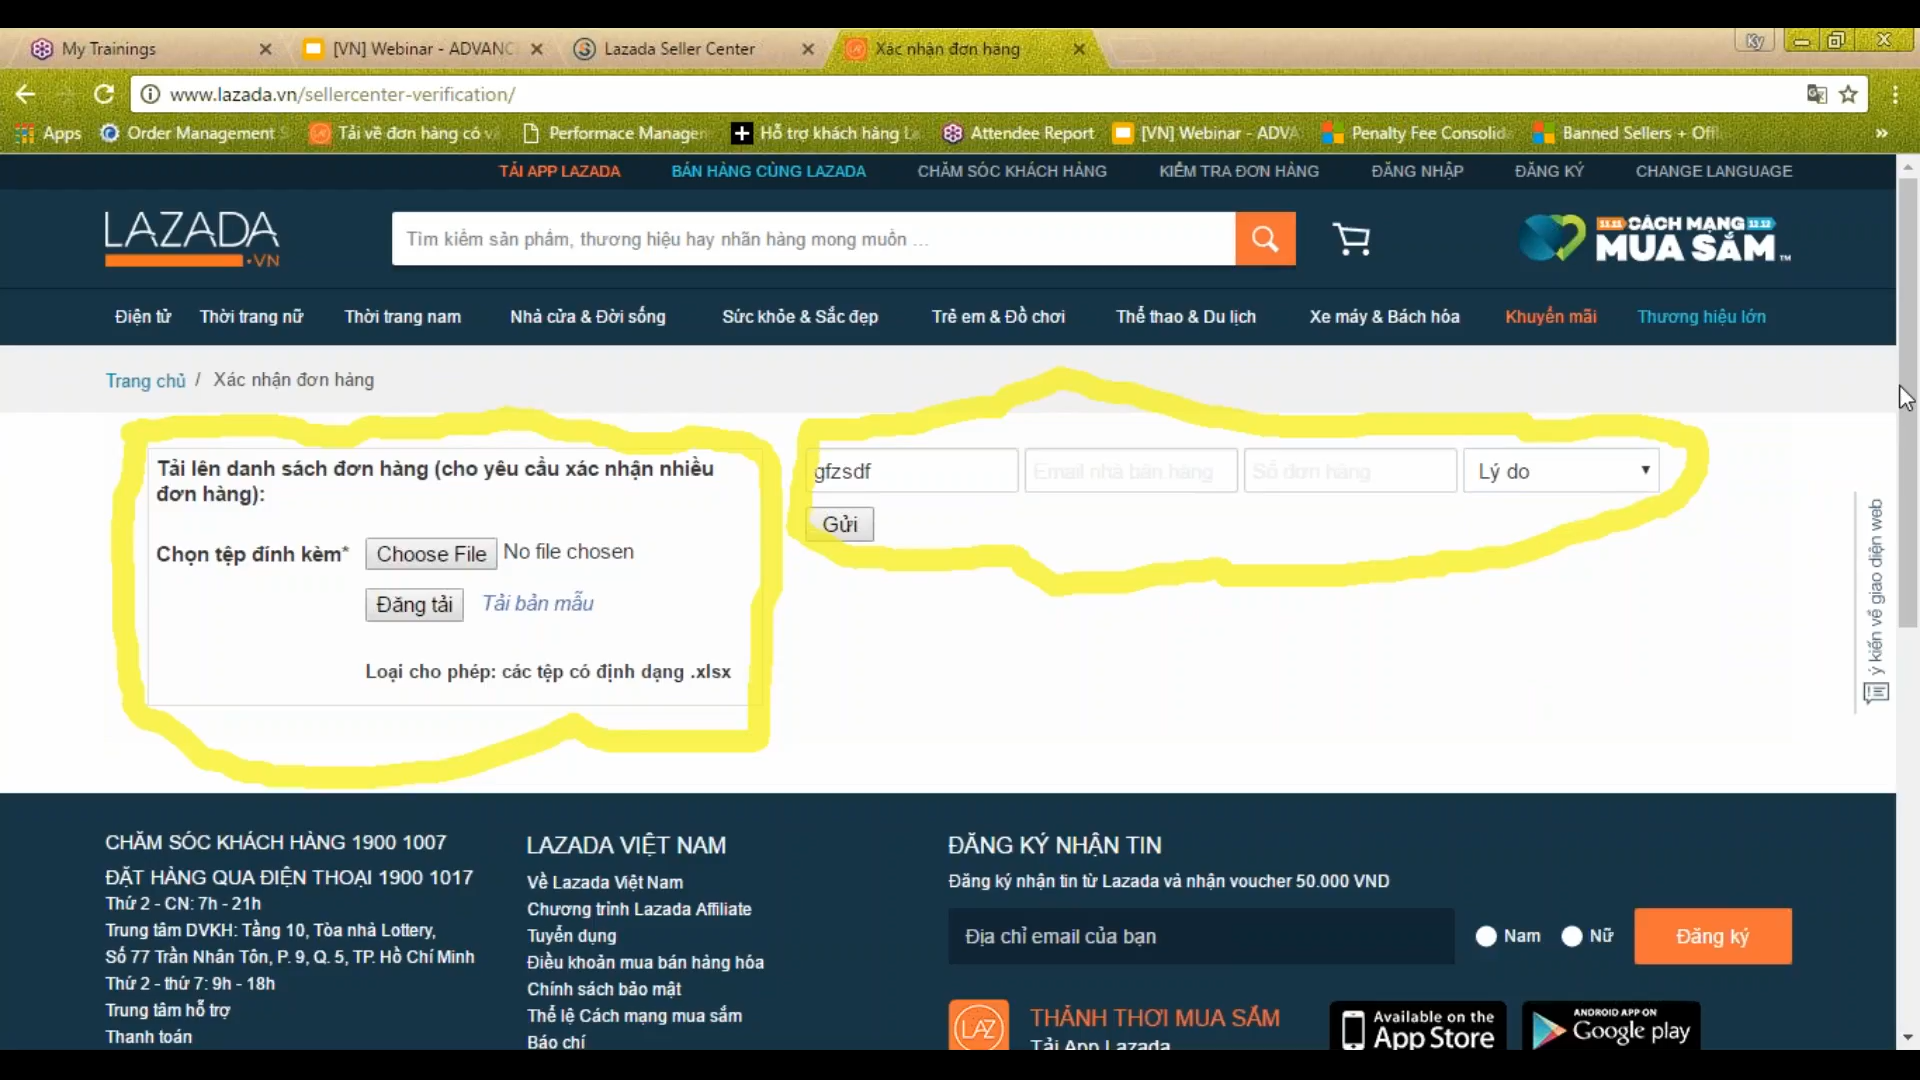 My Trainings
[VN] Webinar - ADVANC
Lazada Seller Center
Xác nhận đơn hàng
Ky
www.lazada.vn/sellercenter-verification/
Apps
Order Management S
Tải về đơn hàng có v
Performace Managem
Hỗ trợ khách hàng La
Attendee Report
[VN] Webinar - ADVA
Penalty Fee Consolid
Banned Sellers + Offl
»
TẢI APP LAZADA
BÁN HÀNG CÙNG LAZADA
CHĂM SÓC KHÁCH HÀNG
KIỂM TRA ĐƠN HÀNG
ĐĂNG NHẬP
ĐĂNG KÝ
CHANGE LANGUAGE
LAZADA
.VN
Tìm kiếm sản phẩm, thương hiệu hay nhãn hàng mong muốn ...
11.11 CÁCH MẠNG 12.12
MUA SẮM™
Điện tử
Thời trang nữ
Thời trang nam
Nhà cửa & Đời sống
Sức khỏe & Sắc đẹp
Trẻ em & Đồ chơi
Thể thao & Du lịch
Xe máy & Bách hóa
Khuyến mãi
Thương hiệu lớn
Trang chủ / Xác nhận đơn hàng
Tải lên danh sách đơn hàng (cho yêu cầu xác nhận nhiều
đơn hàng):
Chọn tệp đính kèm* Choose File No file chosen
Đăng tải Tải bản mẫu
Loại cho phép: các tệp có định dạng .xlsx
gfzsdf
Email nhà bán hàng
Số đơn hàng
Lý do
Gửi
ý kiến về giao diện web
CHĂM SÓC KHÁCH HÀNG 1900 1007
ĐẶT HÀNG QUA ĐIỆN THOẠI 1900 1017
Thứ 2 - CN: 7h - 21h
Trung tâm DVKH: Tầng 10, Tòa nhà Lottery,
Số 77 Trần Nhân Tôn, P. 9, Q. 5, TP. Hồ Chí Minh
Thứ 2 - thứ 7: 9h - 18h
Trung tâm hỗ trợ
Thanh toán
LAZADA VIỆT NAM
Về Lazada Việt Nam
Chương trình Lazada Affiliate
Tuyển dụng
Điều khoản mua bán hàng hóa
Chính sách bảo mật
Thể lệ Cách mạng mua sắm
Báo chí
ĐĂNG KÝ NHẬN TIN
Đăng ký nhận tin từ Lazada và nhận voucher 50.000 VND
Địa chỉ email của bạn
Nam
Nữ
Đăng ký
LAZ
THẢNH THƠI MUA SẮM
Tải App Lazada
Available on the
App Store
ANDROID APP ON
Google play